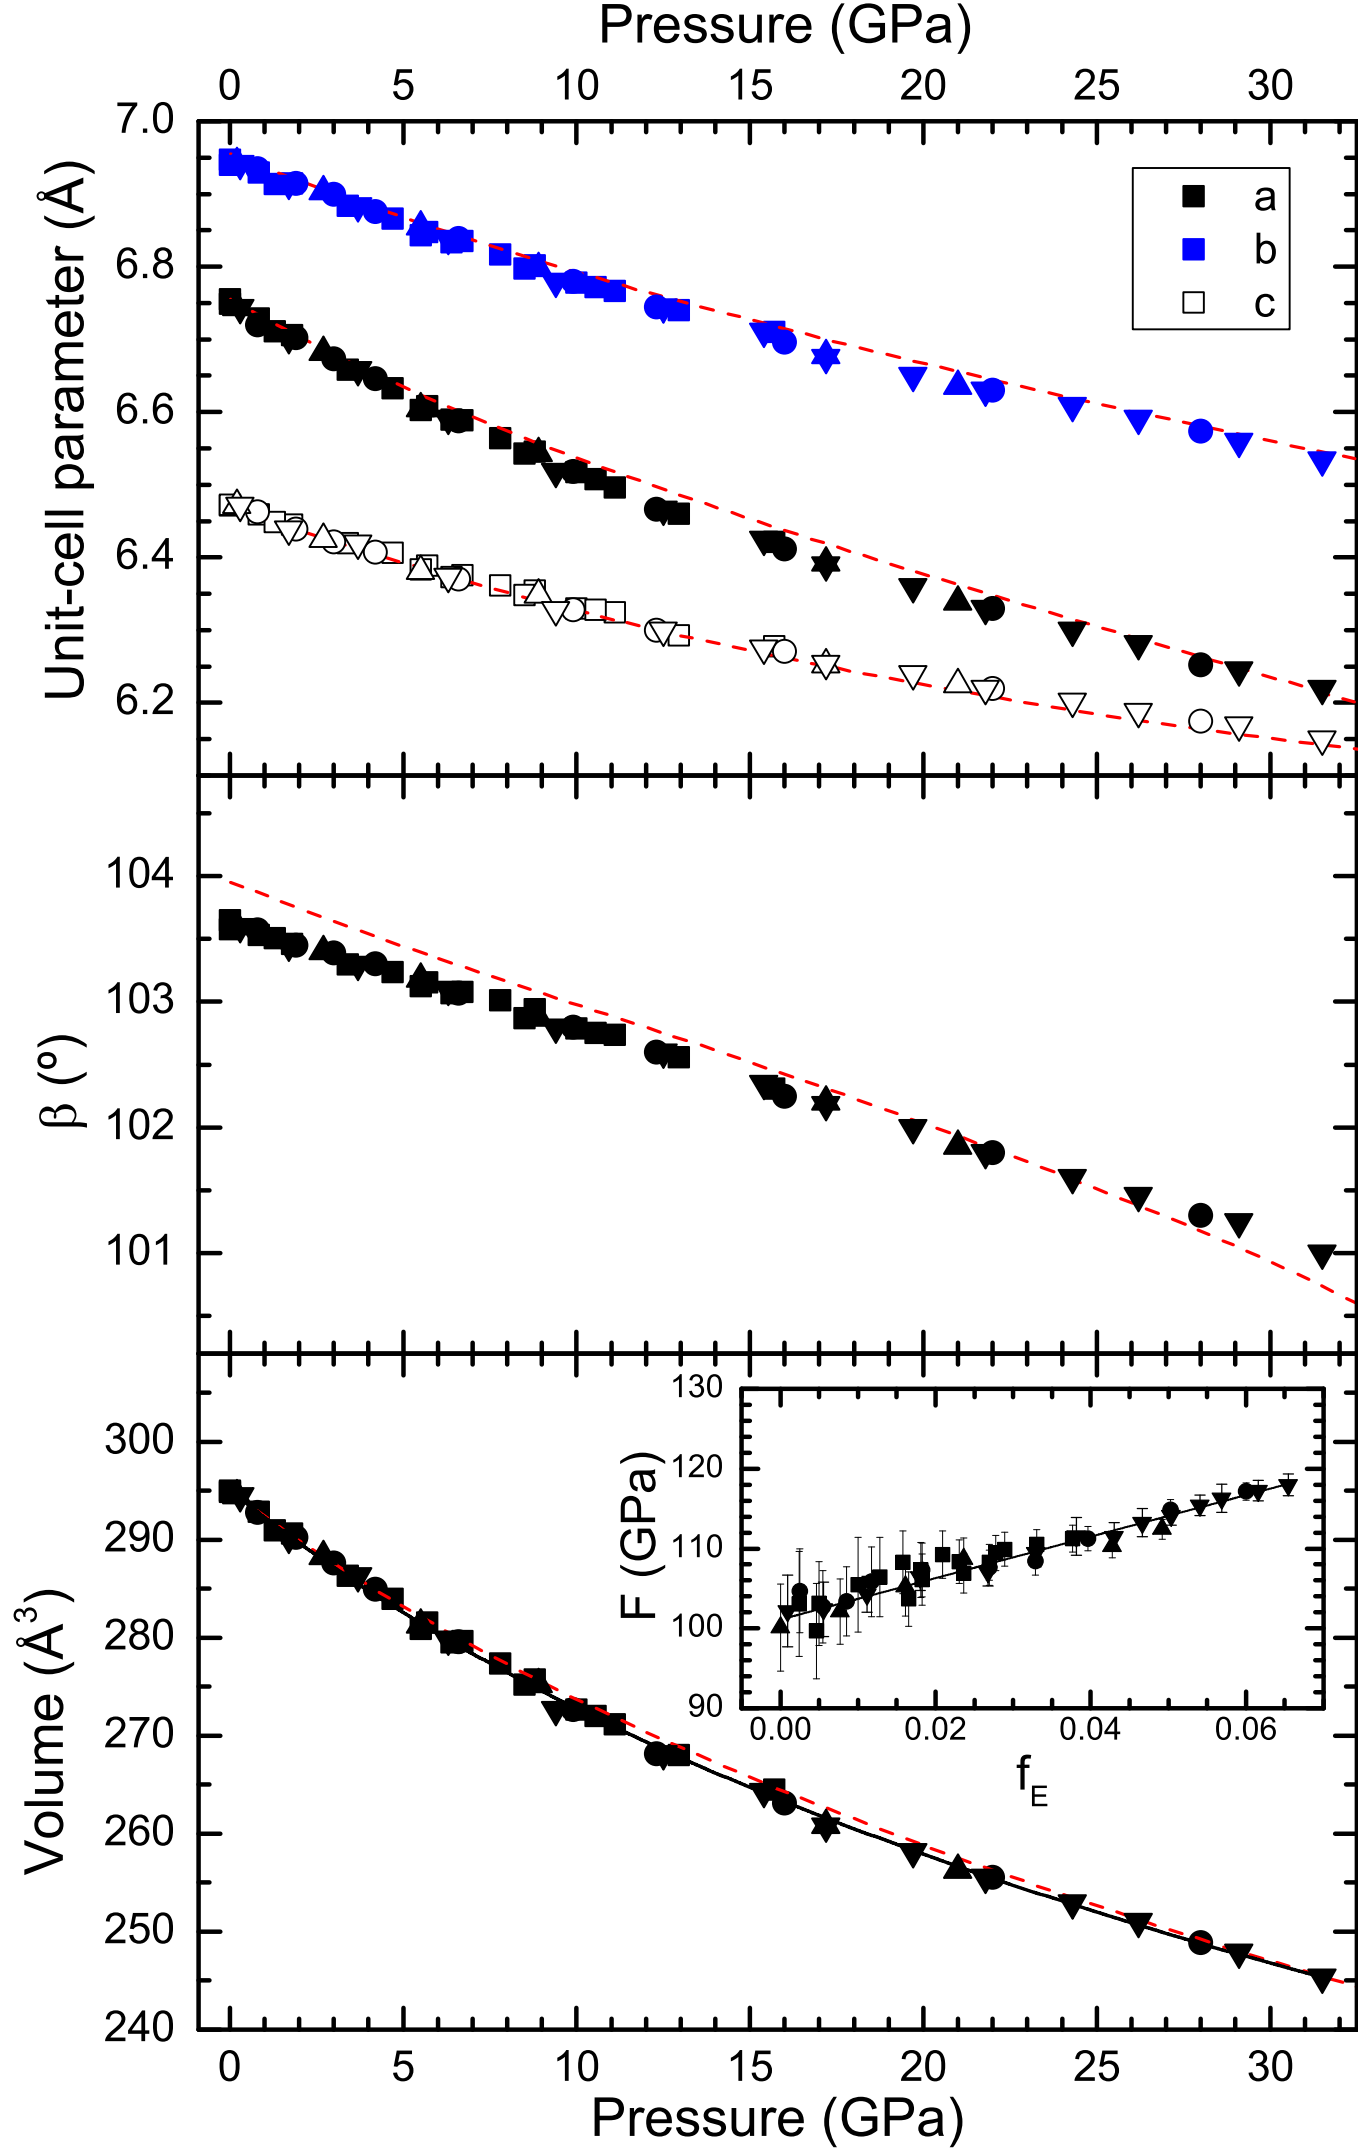 Pressure (GPa)
0 5 10 15 20 25 30
7.0
6.8
6.6
6.4
6.2
Unit-cell parameter (Å)
a
b
c
104
103
102
101
β (º)
300
290
280
270
260
250
240
Volume (Å³)
130
120
110
100
90
F (GPa)
0.00 0.02 0.04 0.06
fE
0 5 10 15 20 25 30
Pressure (GPa)